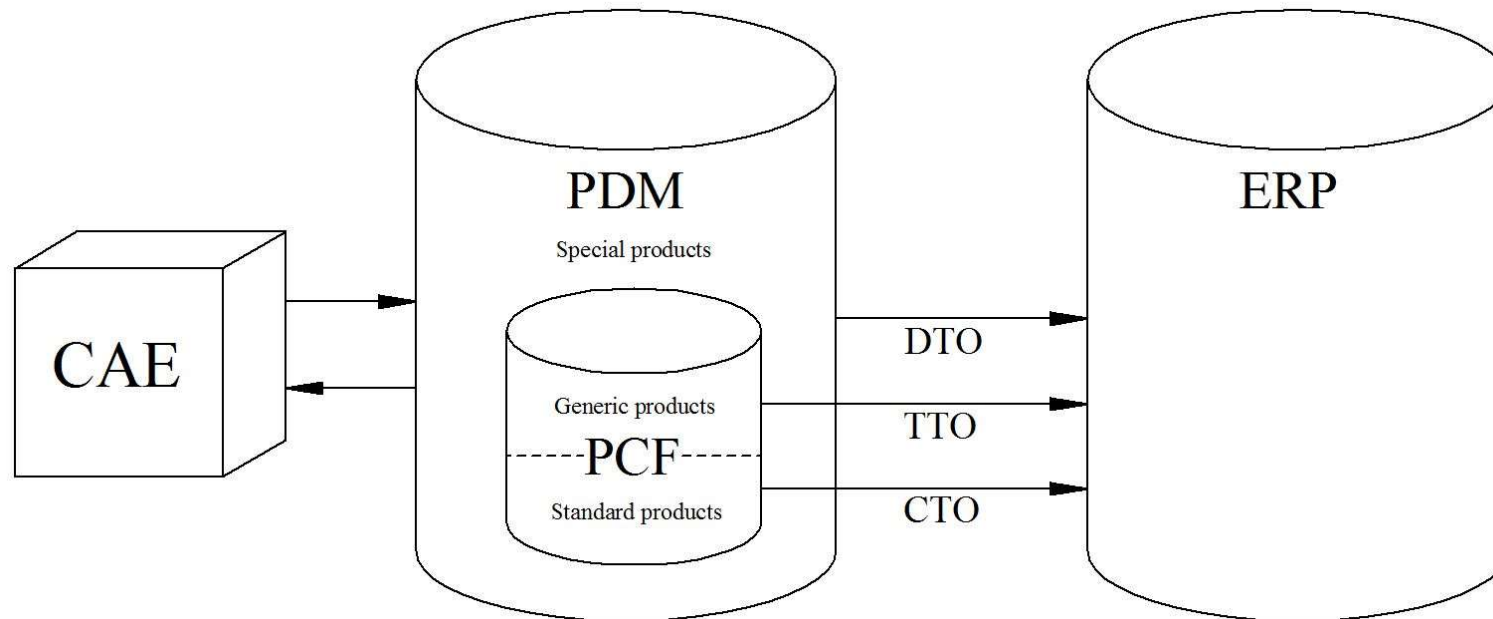 PDM
ERP
Special products
CAE
DTO
Generic products
TTO
PCF
Standard products
CTO